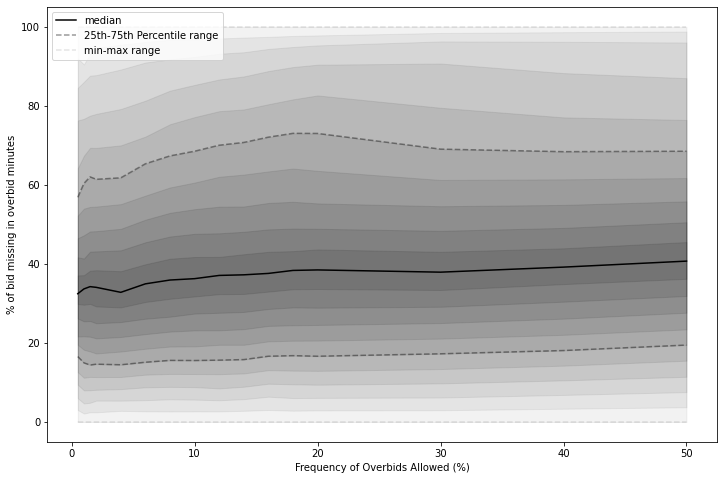 median
25th-75th Percentile range
min-max range
100
80
60
40
20
0
% of bid missing in overbid minutes
0 10 20 30 40 50
Frequency of Overbids Allowed (%)